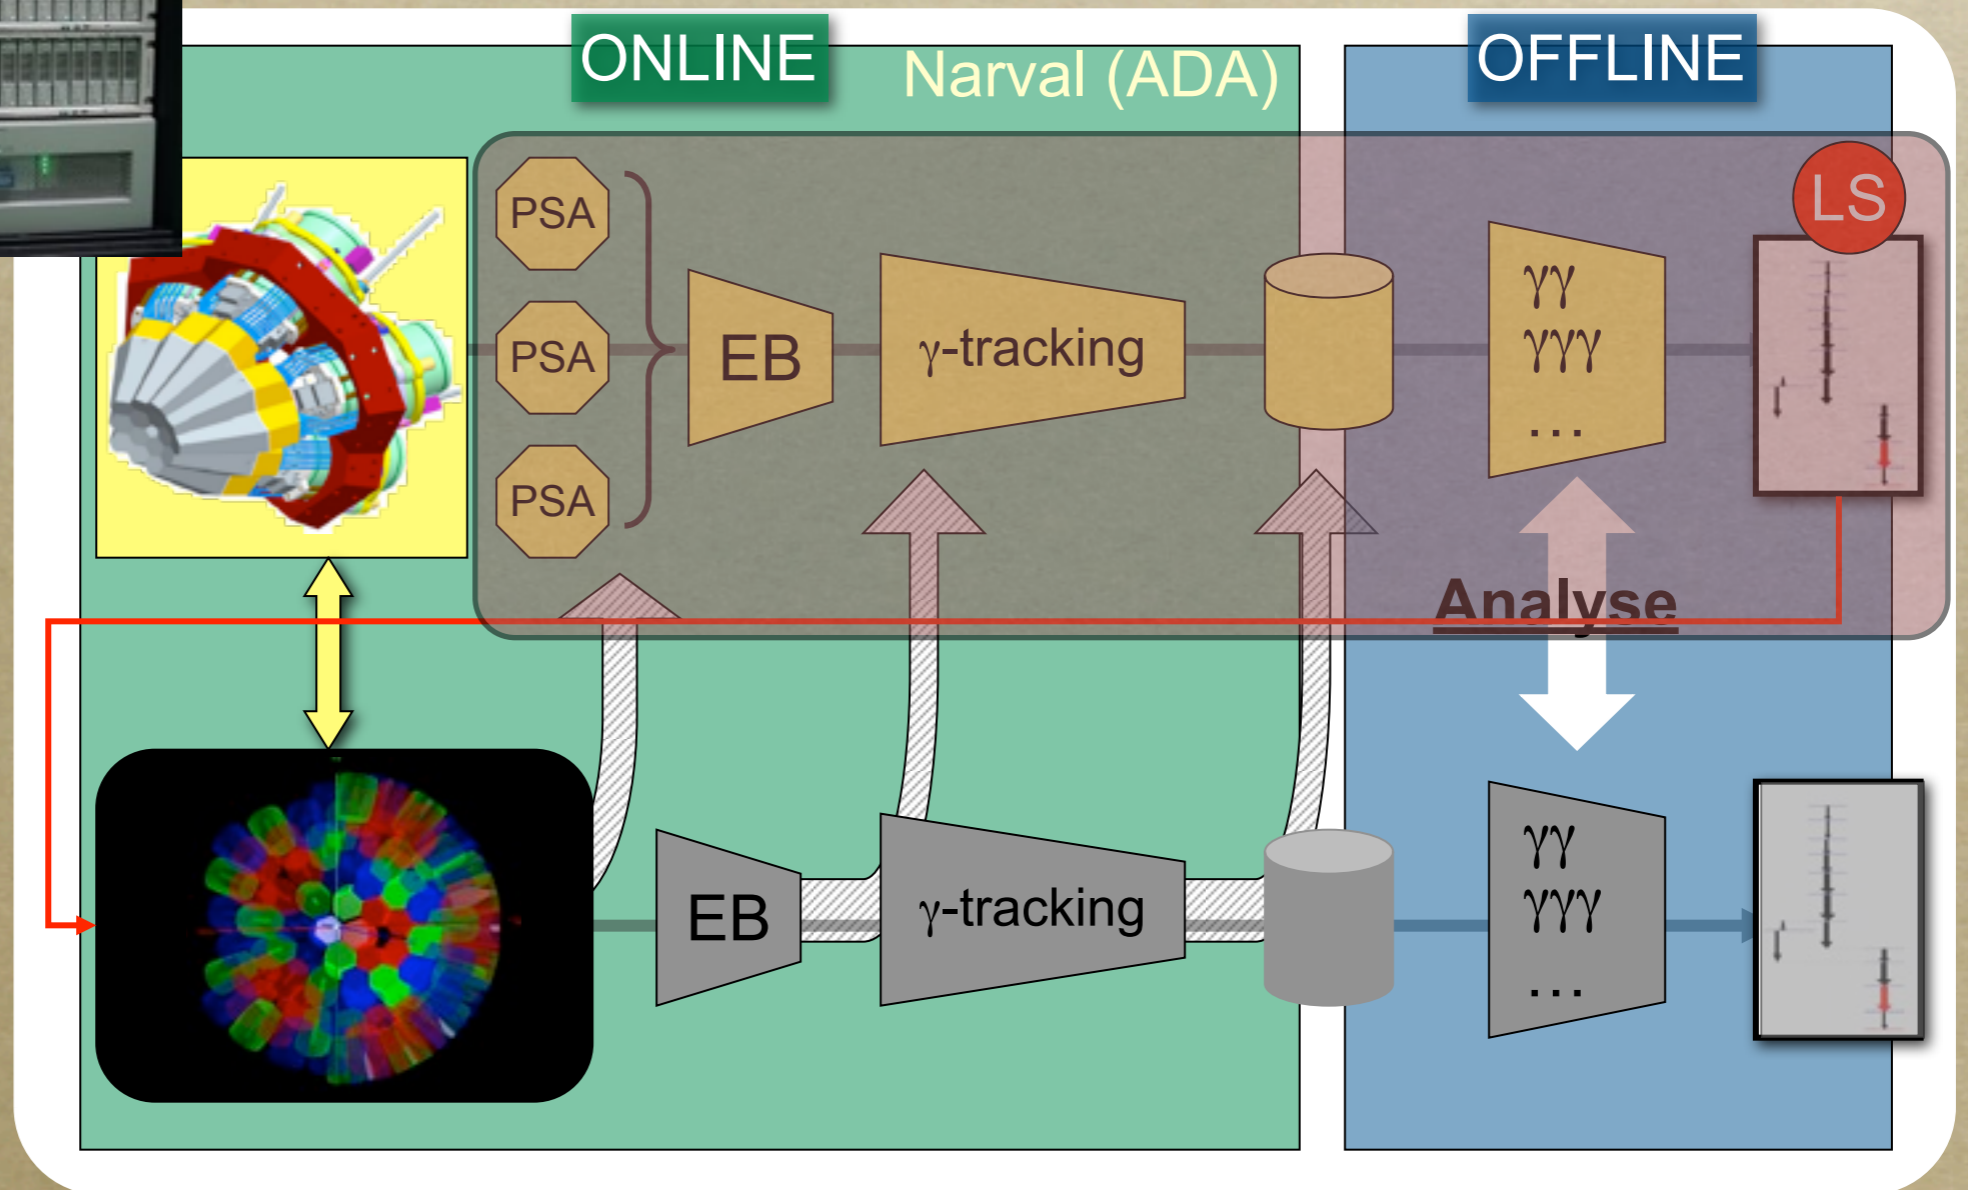 ONLINE
Narval (ADA)
OFFLINE
LS
PSA
PSA
PSA
EB
γ-tracking
γγ
γγγ
...
Analyse
EB
γ-tracking
γγ
γγγ
...